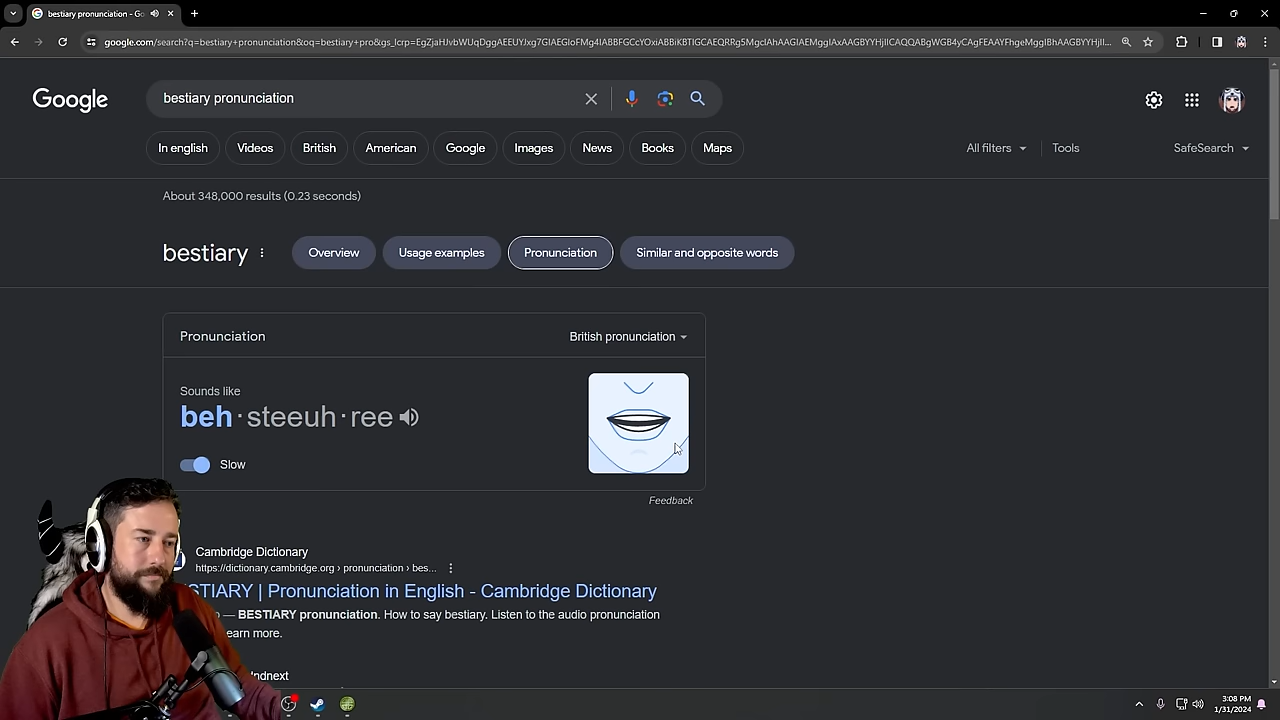 bestiary pronunciation - Go
google.com/search?q=bestiary+pronunciation&oq=bestiary+pro&gs_lcrp=
Google
bestiary pronunciation
In english
Videos
British
American
Google
Images
News
Books
Maps
All filters
Tools
SafeSearch
About 348,000 results (0.23 seconds)
bestiary
Overview
Usage examples
Pronunciation
Similar and opposite words
Pronunciation
British pronunciation
Sounds like
beh·steeuh·ree
Slow
Feedback
Cambridge Dictionary
https://dictionary.cambridge.org › pronunciation › bes...
STIARY | Pronunciation in English - Cambridge Dictionary
— BESTIARY pronunciation. How to say bestiary. Listen to the audio pronunciation
earn more.
ndnext
3:08 PM
1/31/2024